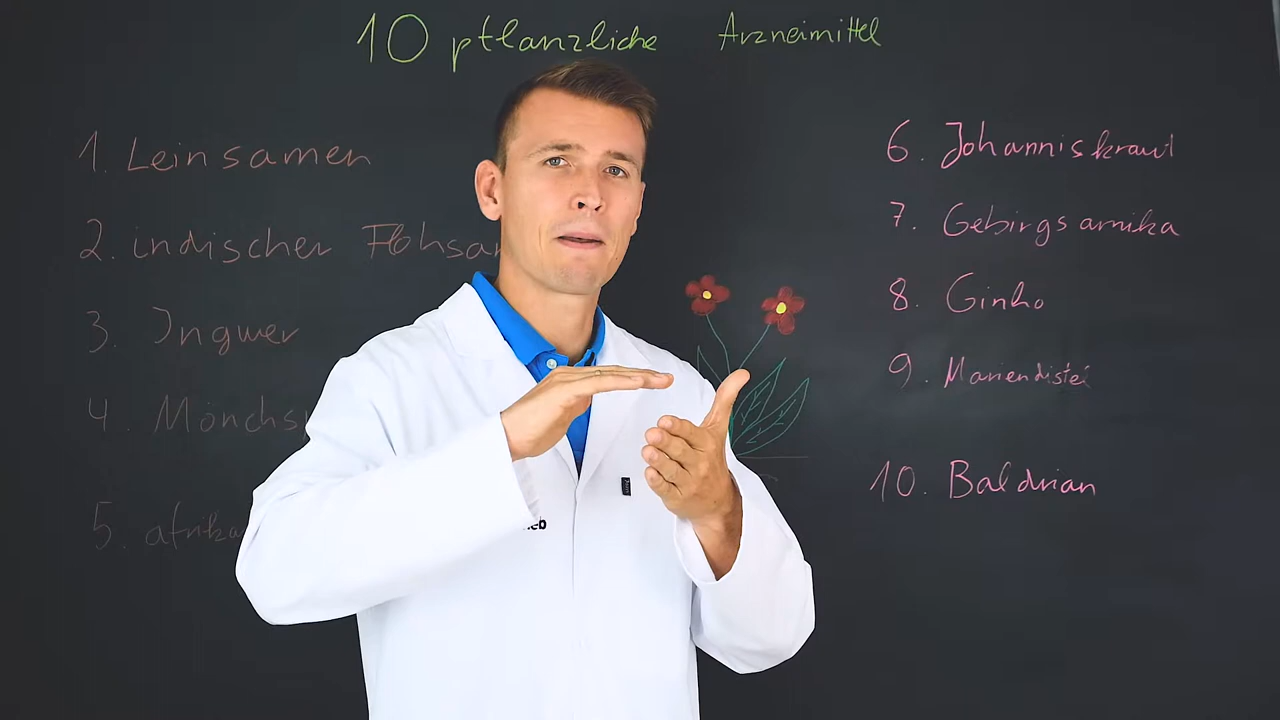 10 pflanzliche Arzneimittel
1. Leinsamen
2. indischer Flohsa
3. Ingwer
4. Mönchs
5. afrika
6. Johanniskraut
7. Gebirgsarnika
8. Ginko
9. Mariendistel
10. Baldrian